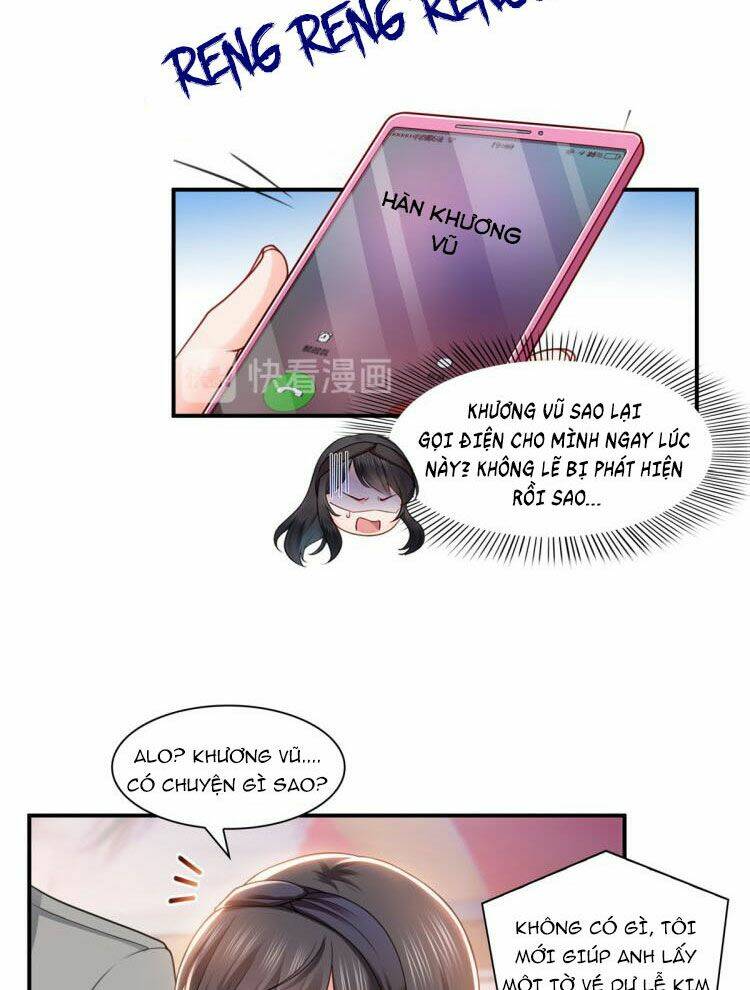 RENG RENG RENG
HÀN KHƯƠNG
VŨ
快看漫画
KHƯƠNG VŨ SAO LẠI
GỌI ĐIỆN CHO MÌNH NGAY LÚC
NÀY? KHÔNG LẼ BỊ PHÁT HIỆN
RỒI SAO...
ALO? KHƯƠNG VŨ....
CÓ CHUYỆN GÌ SAO?
KHÔNG CÓ GÌ, TÔI
MỚI GIÚP ANH LẤY
MỘT TỜ VÉ DỰ LỄ KIM